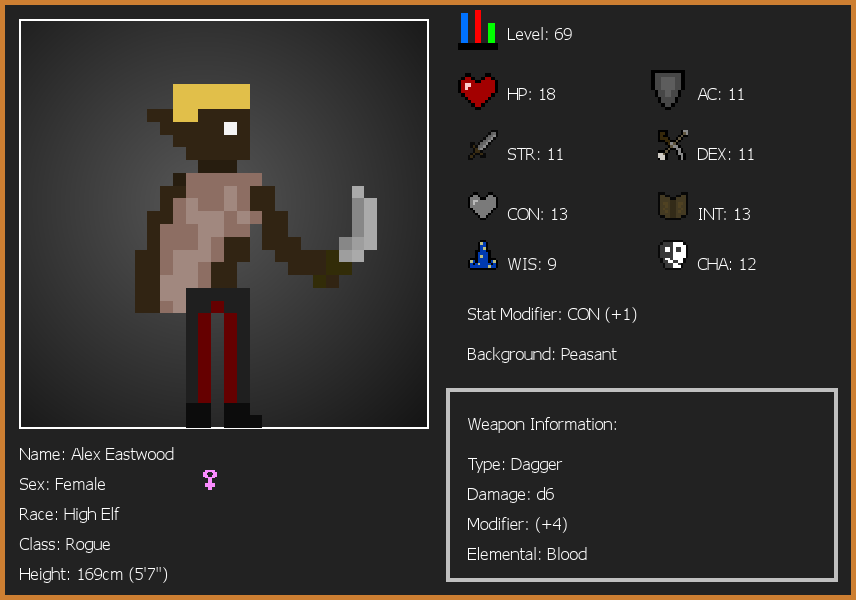 Level: 69
HP: 18
AC: 11
STR: 11
DEX: 11
CON: 13
INT: 13
WIS: 9
CHA: 12
Stat Modifier: CON (+1)
Background: Peasant
Weapon Information:
Type: Dagger
Damage: d6
Modifier: (+4)
Elemental: Blood
Name: Alex Eastwood
Sex: Female
Race: High Elf
Class: Rogue
Height: 169cm (5'7")